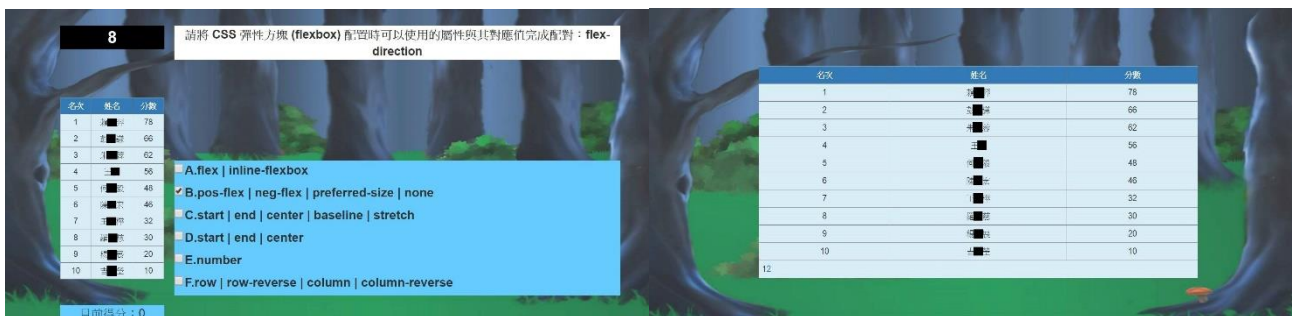 8
請將 CSS 彈性方塊 (flexbox) 配置時可以使用的屬性與其對應值完成配對：flex-
direction
名次 姓名 分數
1 78
2 66
3 62
4 王 56
5 48
6 46
7 32
8 30
9 20
10 10
目前得分：0
A.flex | inline-flexbox
B.pos-flex | neg-flex | preferred-size | none
C.start | end | center | baseline | stretch
D.start | end | center
E.number
F.row | row-reverse | column | column-reverse
名次 姓名 分數
1 78
2 66
3 62
4 王 56
5 48
6 46
7 32
8 30
9 20
10 10
12